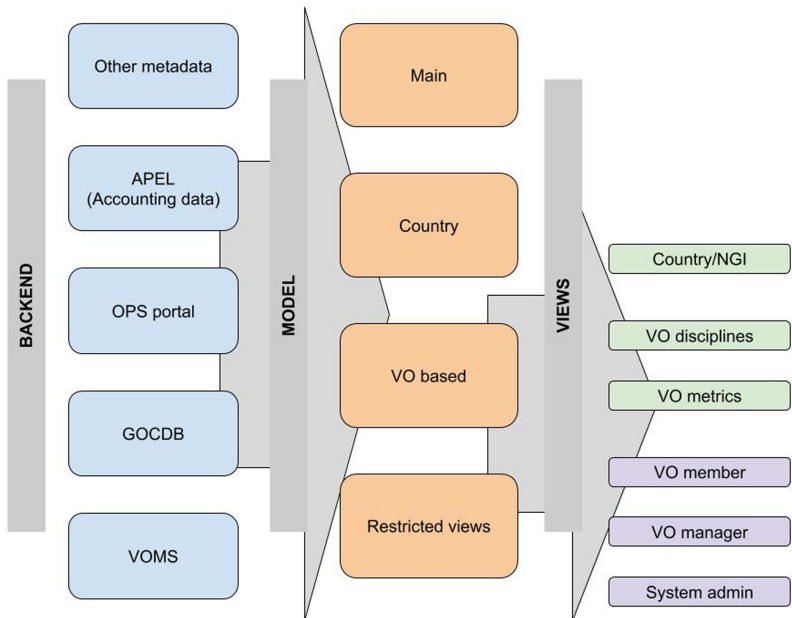 BACKEND
Other metadata
APEL
(Accounting data)
OPS portal
GOCDB
VOMS
MODEL
Main
Country
VO based
Restricted views
VIEWS
Country/NGI
VO disciplines
VO metrics
VO member
VO manager
System admin